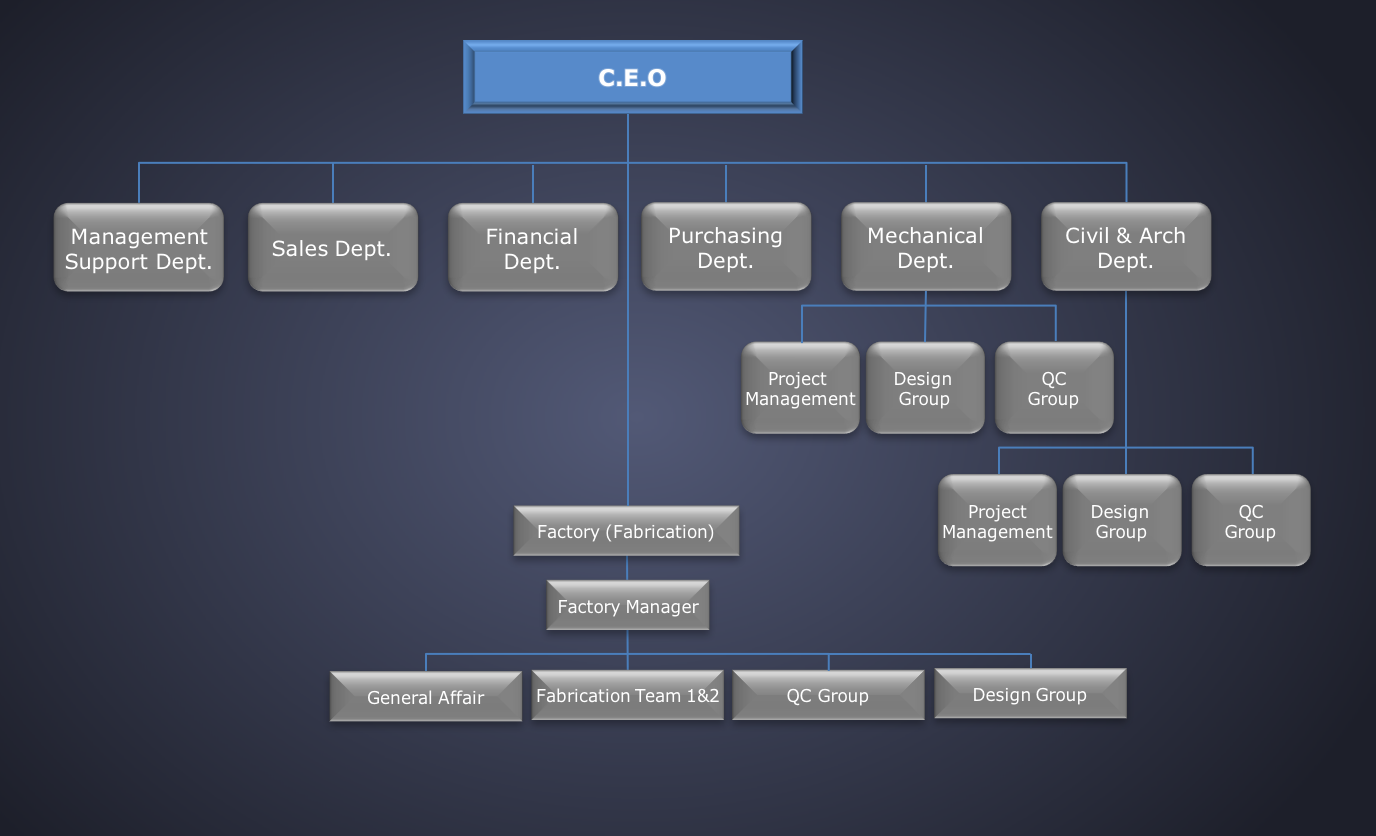 C.E.O
Management
Support Dept.
Sales Dept.
Financial
Dept.
Purchasing
Dept.
Mechanical
Dept.
Civil & Arch
Dept.
Project
Management
Design
Group
QC
Group
Project
Management
Design
Group
QC
Group
Factory (Fabrication)
Factory Manager
General Affair
Fabrication Team 1&2
QC Group
Design Group